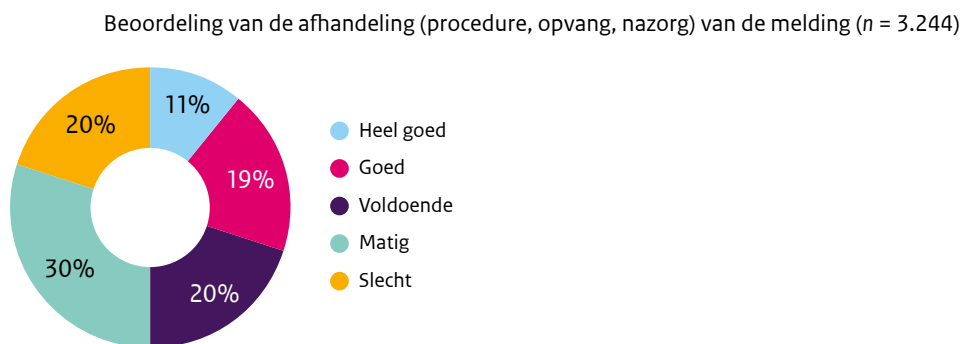 Beoordeling van de afhandeling (procedure, opvang, nazorg) van de melding (n = 3.244)
11%
20%
19%
30%
20%
Heel goed
Goed
Voldoende
Matig
Slecht